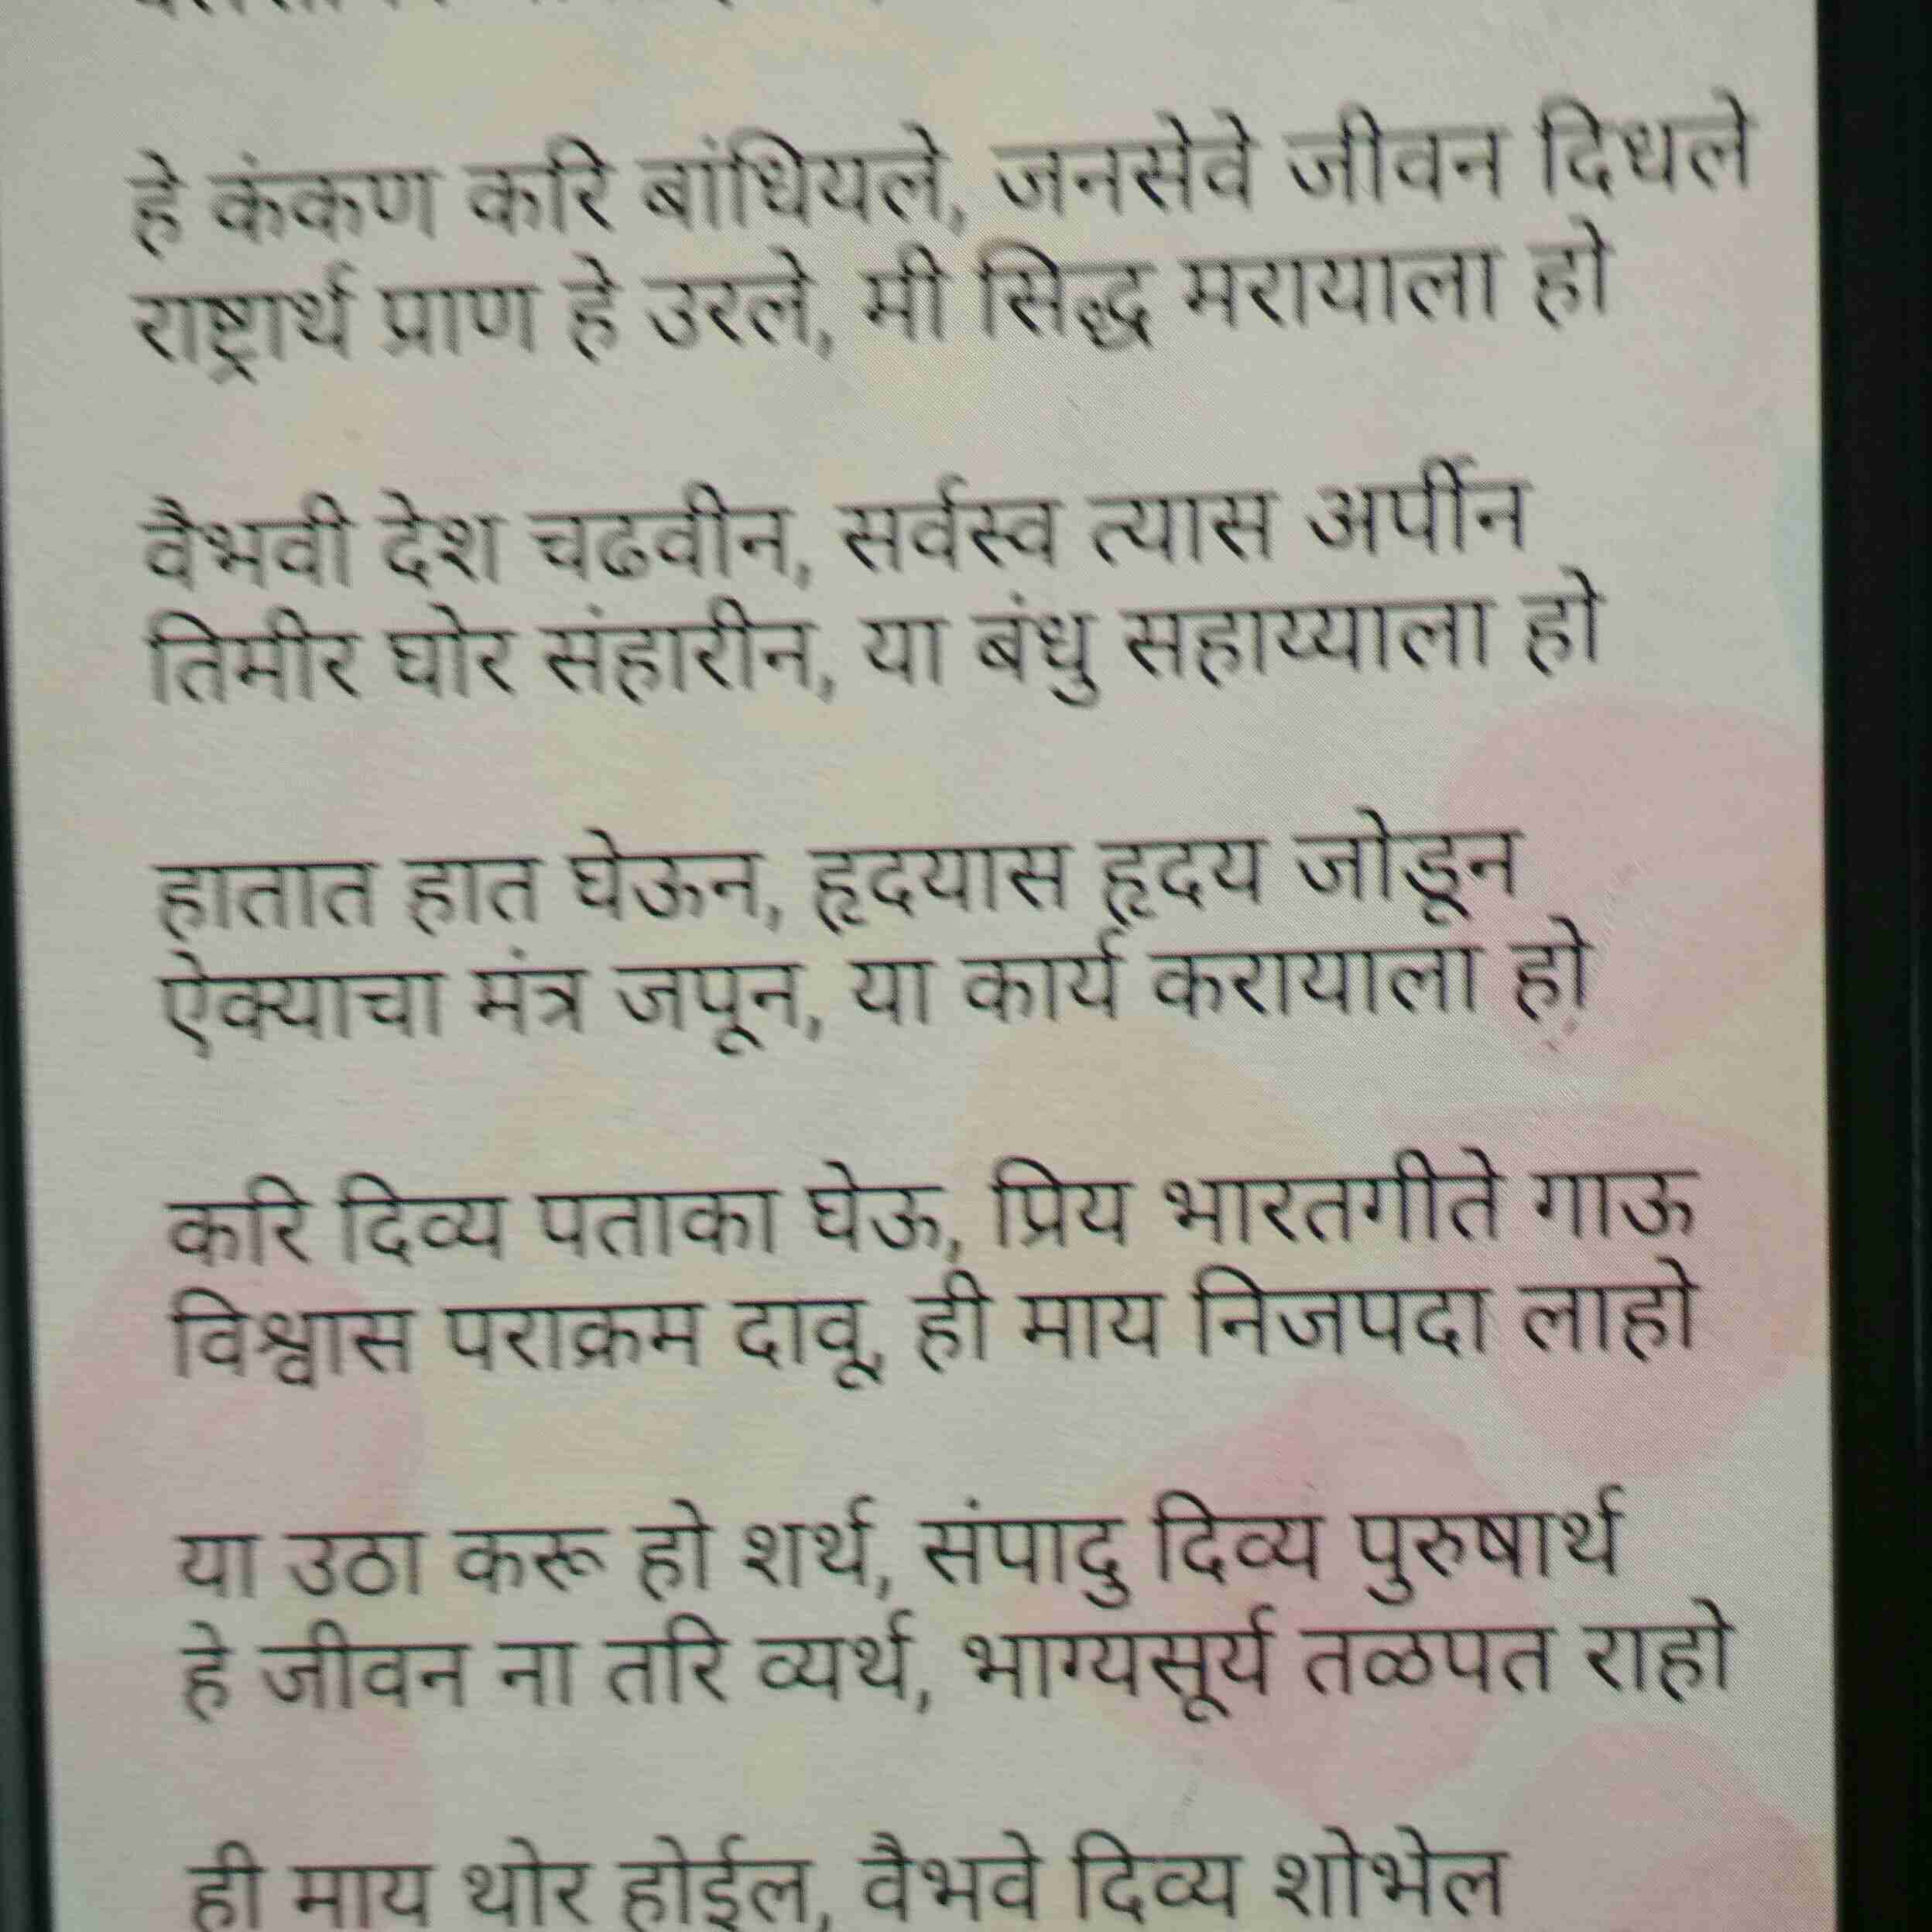 हे कंकण करि बांधियले, जनसेवे जीवन दिधले
राष्ट्रार्थ प्राण हे उरले, मी सिद्ध मरायाला हो
वैभवी देश चढवीन, सर्वस्व त्यास अर्पीन
तिमीर घोर संहारीन, या बंधु सहाय्याला हो
हातात हात घेऊन, हृदयास हृदय जोडून
ऐक्याचा मंत्र जपून, या कार्य करायाला हो
करि दिव्य पताका घेऊ, प्रिय भारतगीते गाऊ
विश्वास पराक्रम दावू, ही माय निजपदा लाहो
या उठा करू हो शर्थ, संपादु दिव्य पुरुषार्थ
हे जीवन ना तरि व्यर्थ, भाग्यसूर्य तळपत राहो
ही माय थोर होईल, वैभवे दिव्य शोभेल